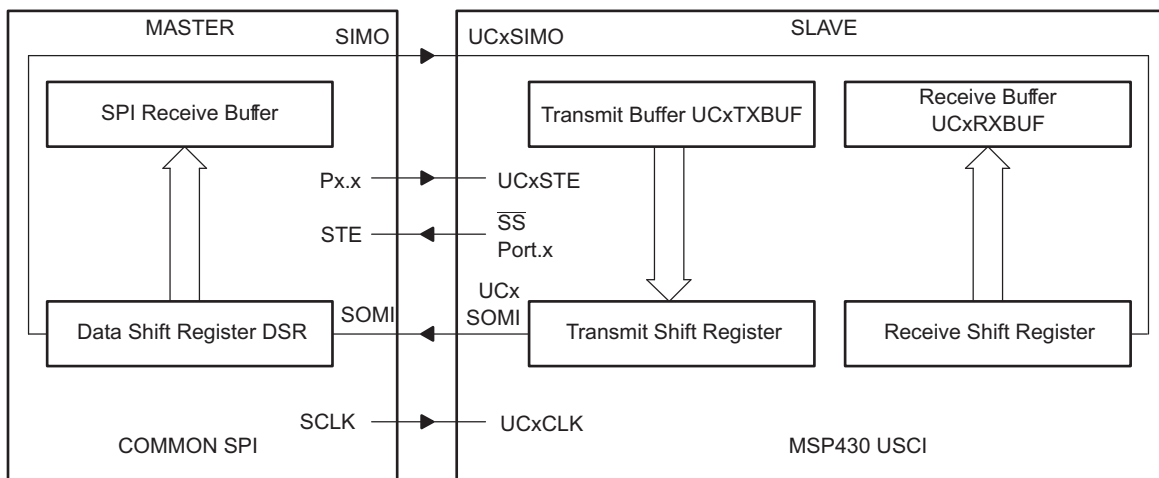 MASTER
SIMO
SPI Receive Buffer
Px.x
STE
SOMI
Data Shift Register DSR
SCLK
COMMON SPI
SLAVE
UCxSIMO
Transmit Buffer UCxTXBUF
Receive Buffer
UCxRXBUF
UCxSTE
SS
Port.x
UCx
SOMI
Transmit Shift Register
Receive Shift Register
UCxCLK
MSP430 USCI